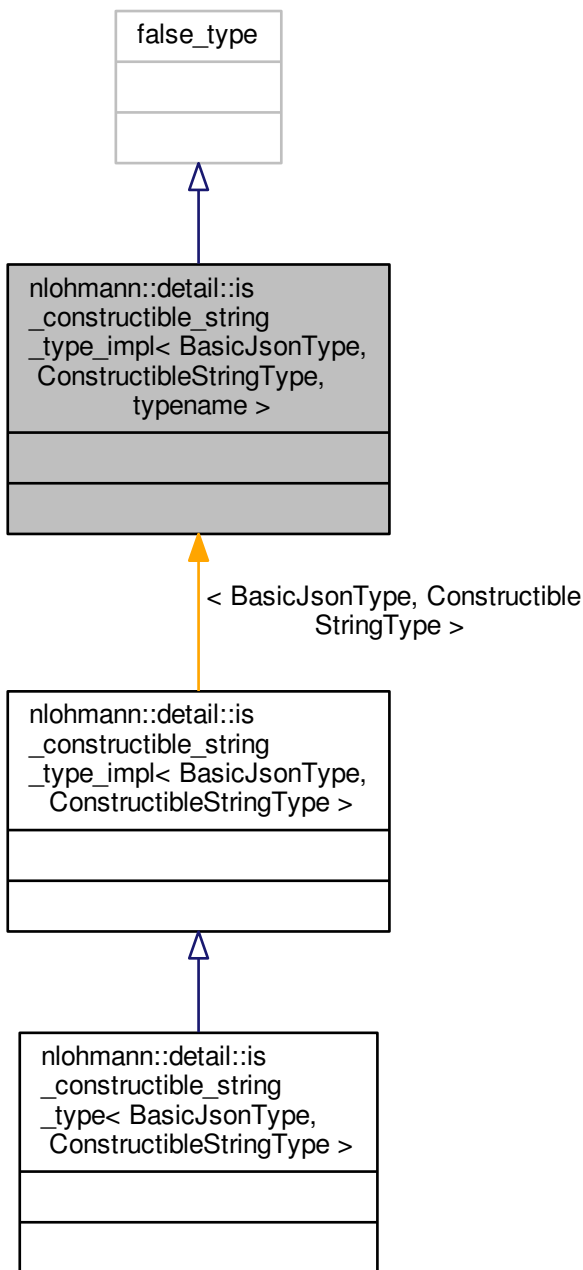 false_type
nlohmann::detail::is
_constructible_string
_type_impl< BasicJsonType,
ConstructibleStringType,
typename >
< BasicJsonType, Constructible
StringType >
nlohmann::detail::is
_constructible_string
_type_impl< BasicJsonType,
ConstructibleStringType >
nlohmann::detail::is
_constructible_string
_type< BasicJsonType,
ConstructibleStringType >